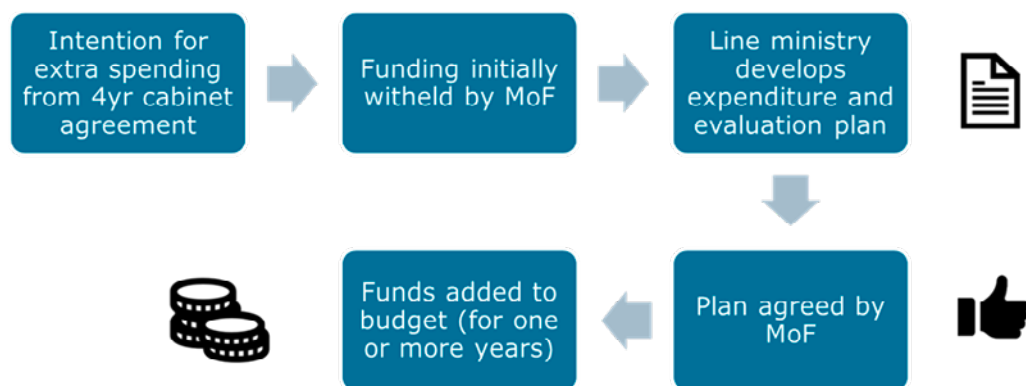 Intention for
extra spending
from 4yr cabinet
agreement
Funding initially
witheld by MoF
Line ministry
develops
expenditure and
evaluation plan
Plan agreed by
MoF
Funds added to
budget (for one
or more years)